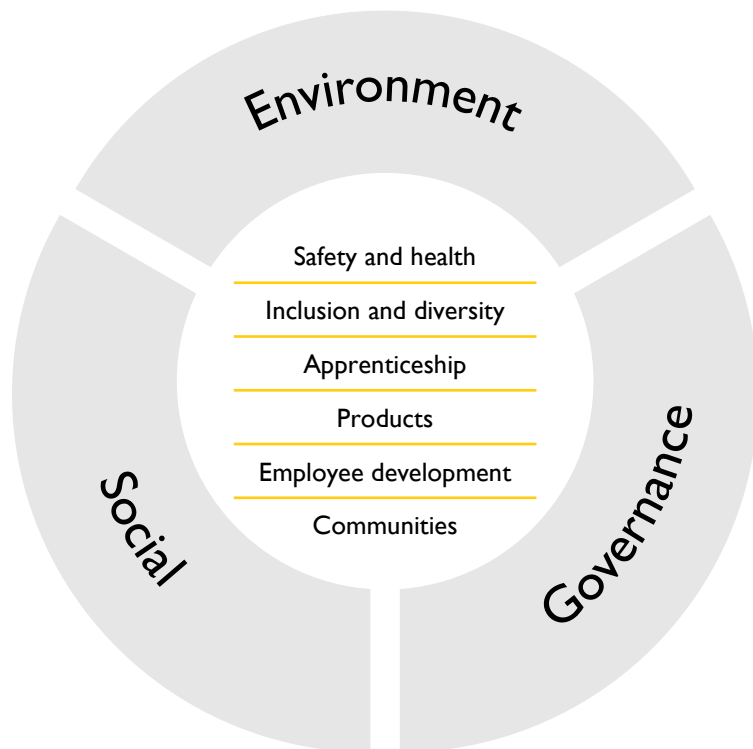 Environment
Safety and health
Inclusion and diversity
Apprenticeship
Products
Employee development
Communities
Social
Governance